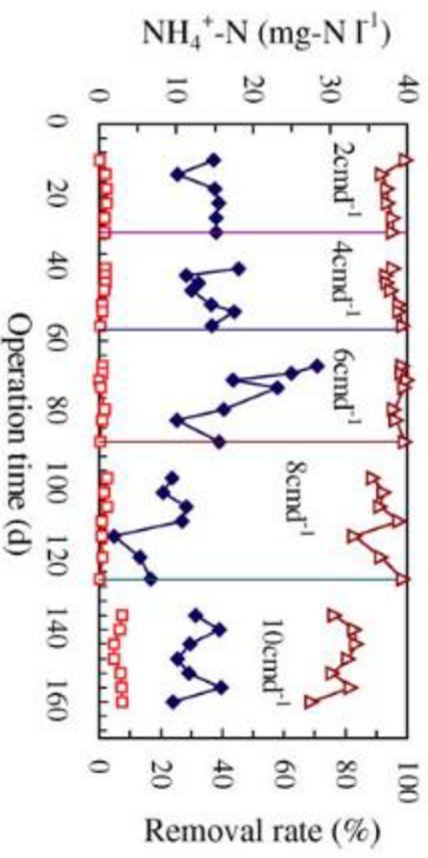 NH₄⁺-N (mg-N l⁻¹)
0 10 20 30 40
0 20 40 60 80 100 120 140 160
Operation time (d)
2cmd⁻¹
4cmd⁻¹
6cmd⁻¹
8cmd⁻¹
10cmd⁻¹
0 20 40 60 80 100
Removal rate (%)